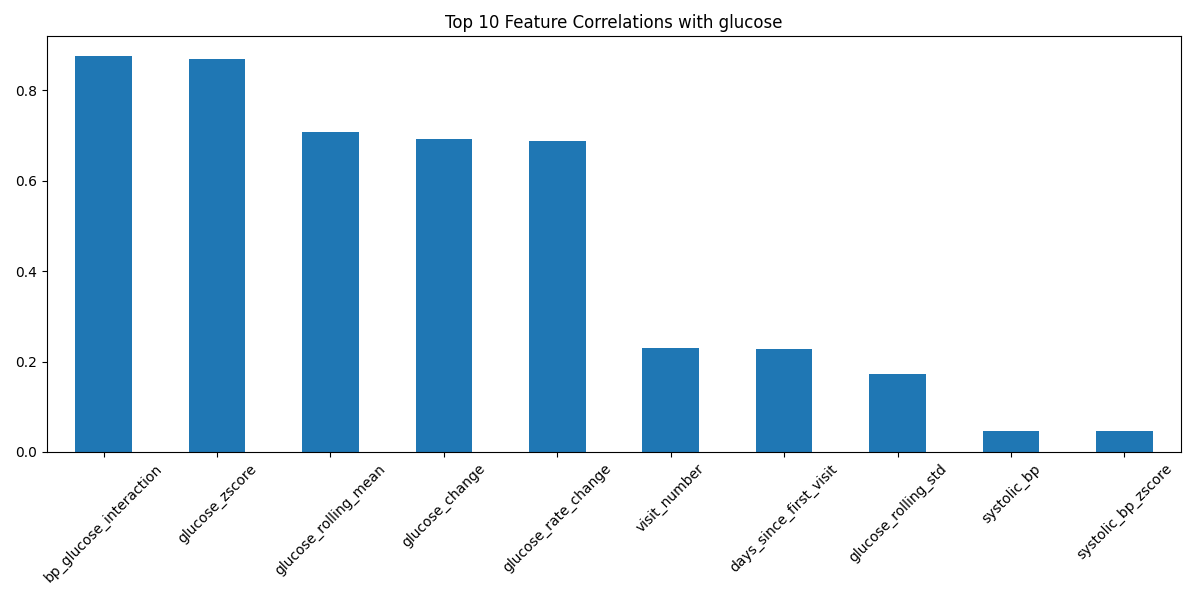 Top 10 Feature Correlations with glucose
0.8
0.6
0.4
0.2
0.0
bp_glucose_interaction
glucose_zscore
glucose_rolling_mean
glucose_change
glucose_rate_change
visit_number
days_since_first_visit
glucose_rolling_std
systolic_bp
systolic_bp_zscore